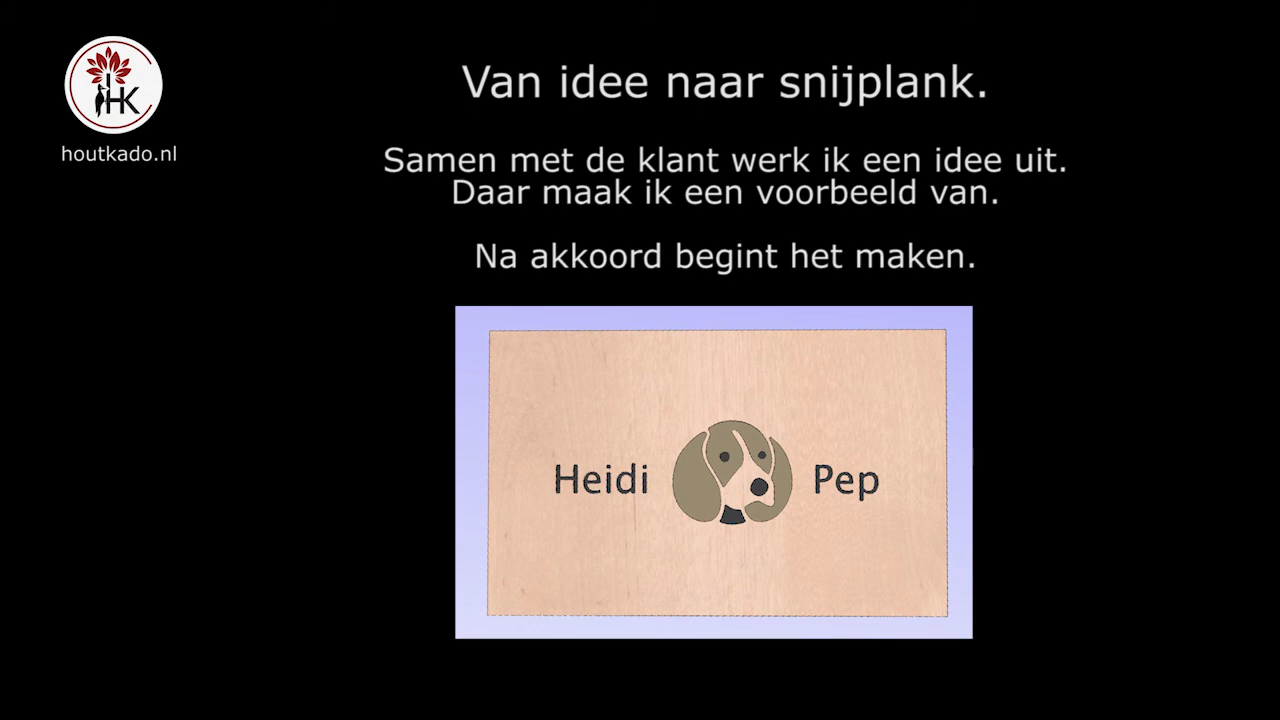 HK
houtkado.nl
Van idee naar snijplank.
Samen met de klant werk ik een idee uit.
Daar maak ik een voorbeeld van.
Na akkoord begint het maken.
Heidi Pep